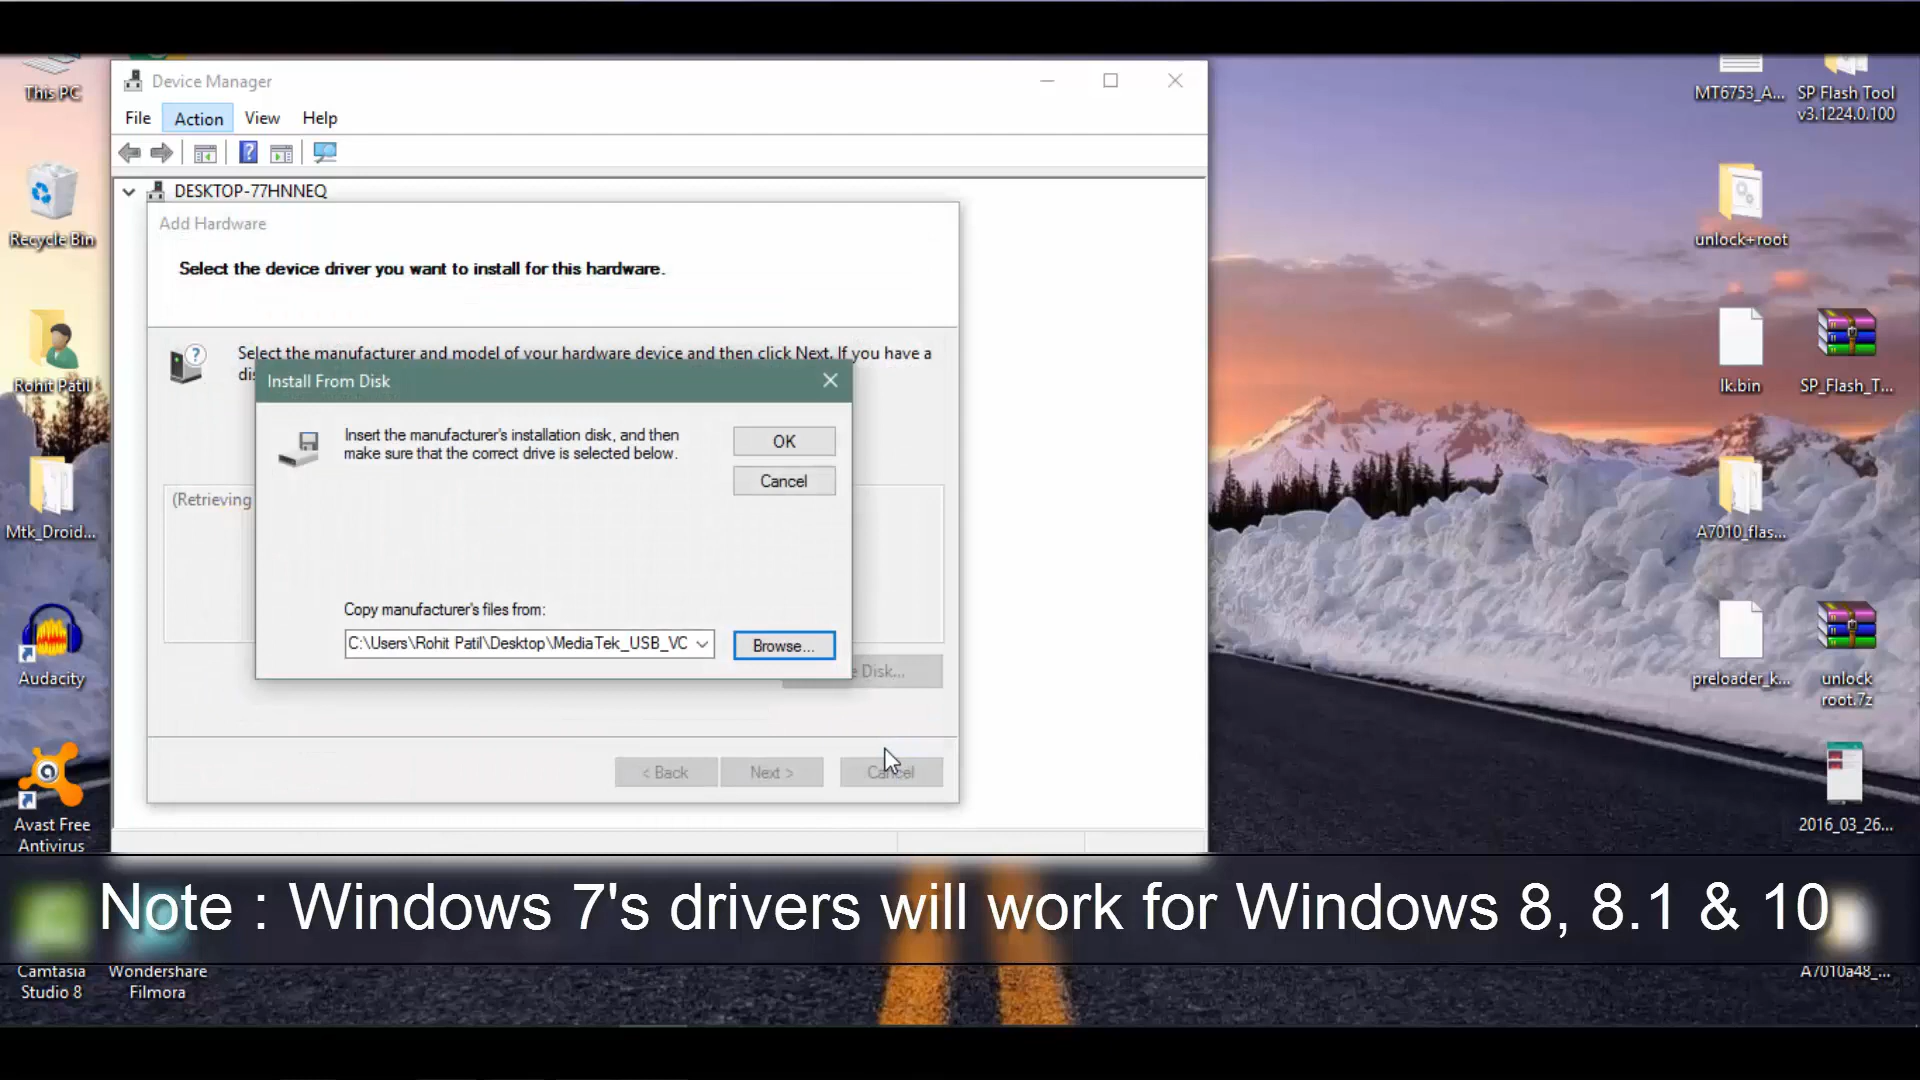 This PC
Recycle Bin
Rohit Patil
Mtk_Droid...
Audacity
Avast Free
Antivirus
Camtasia
Studio 8
Wondershare
Filmora
Device Manager
File Action View Help
DESKTOP-77HNNEQ
Add Hardware
Select the device driver you want to install for this hardware.
Select the manufacturer and model of your hardware device and then click Next. If you have a
(Retrieving
Install From Disk
Insert the manufacturer's installation disk, and then
make sure that the correct drive is selected below.
OK
Cancel
Copy manufacturer's files from:
C:\Users\Rohit Patil\Desktop\MediaTek_USB_VC
Browse...
Disk...
< Back
Next >
Cancel
MT6753_A...
SP Flash Tool
v3.1224.0.100
unlock+root
lk.bin
SP_Flash_T...
A7010_flas...
preloader_k...
unlock
root.7z
2016_03_26...
A7010a48_...
Note : Windows 7's drivers will work for Windows 8, 8.1 & 10